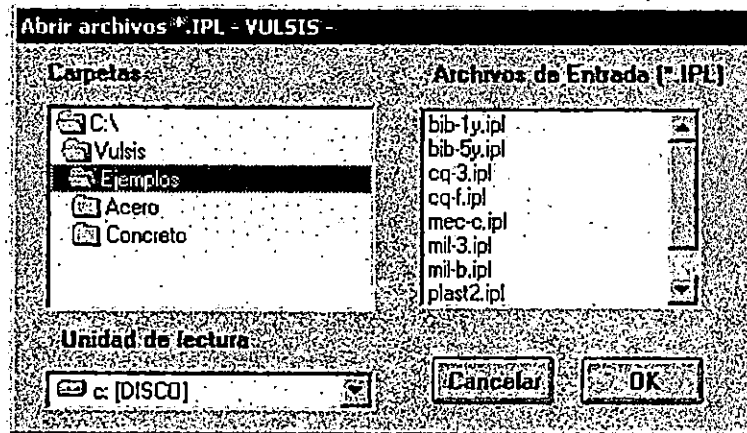 Abrir archivos *.IPL - VULSIS -
Carpetas
C:\
Vulsis
Ejemplos
Acero
Concreto
Archivos de Entrada (*.IPL)
bib-1y.ipl
bib-5y.ipl
cq-3.ipl
cq-f.ipl
mec-c.ipl
mil-3.ipl
mil-b.ipl
plast2.ipl
Unidad de lectura
c: [DISCO]
Cancelar
OK